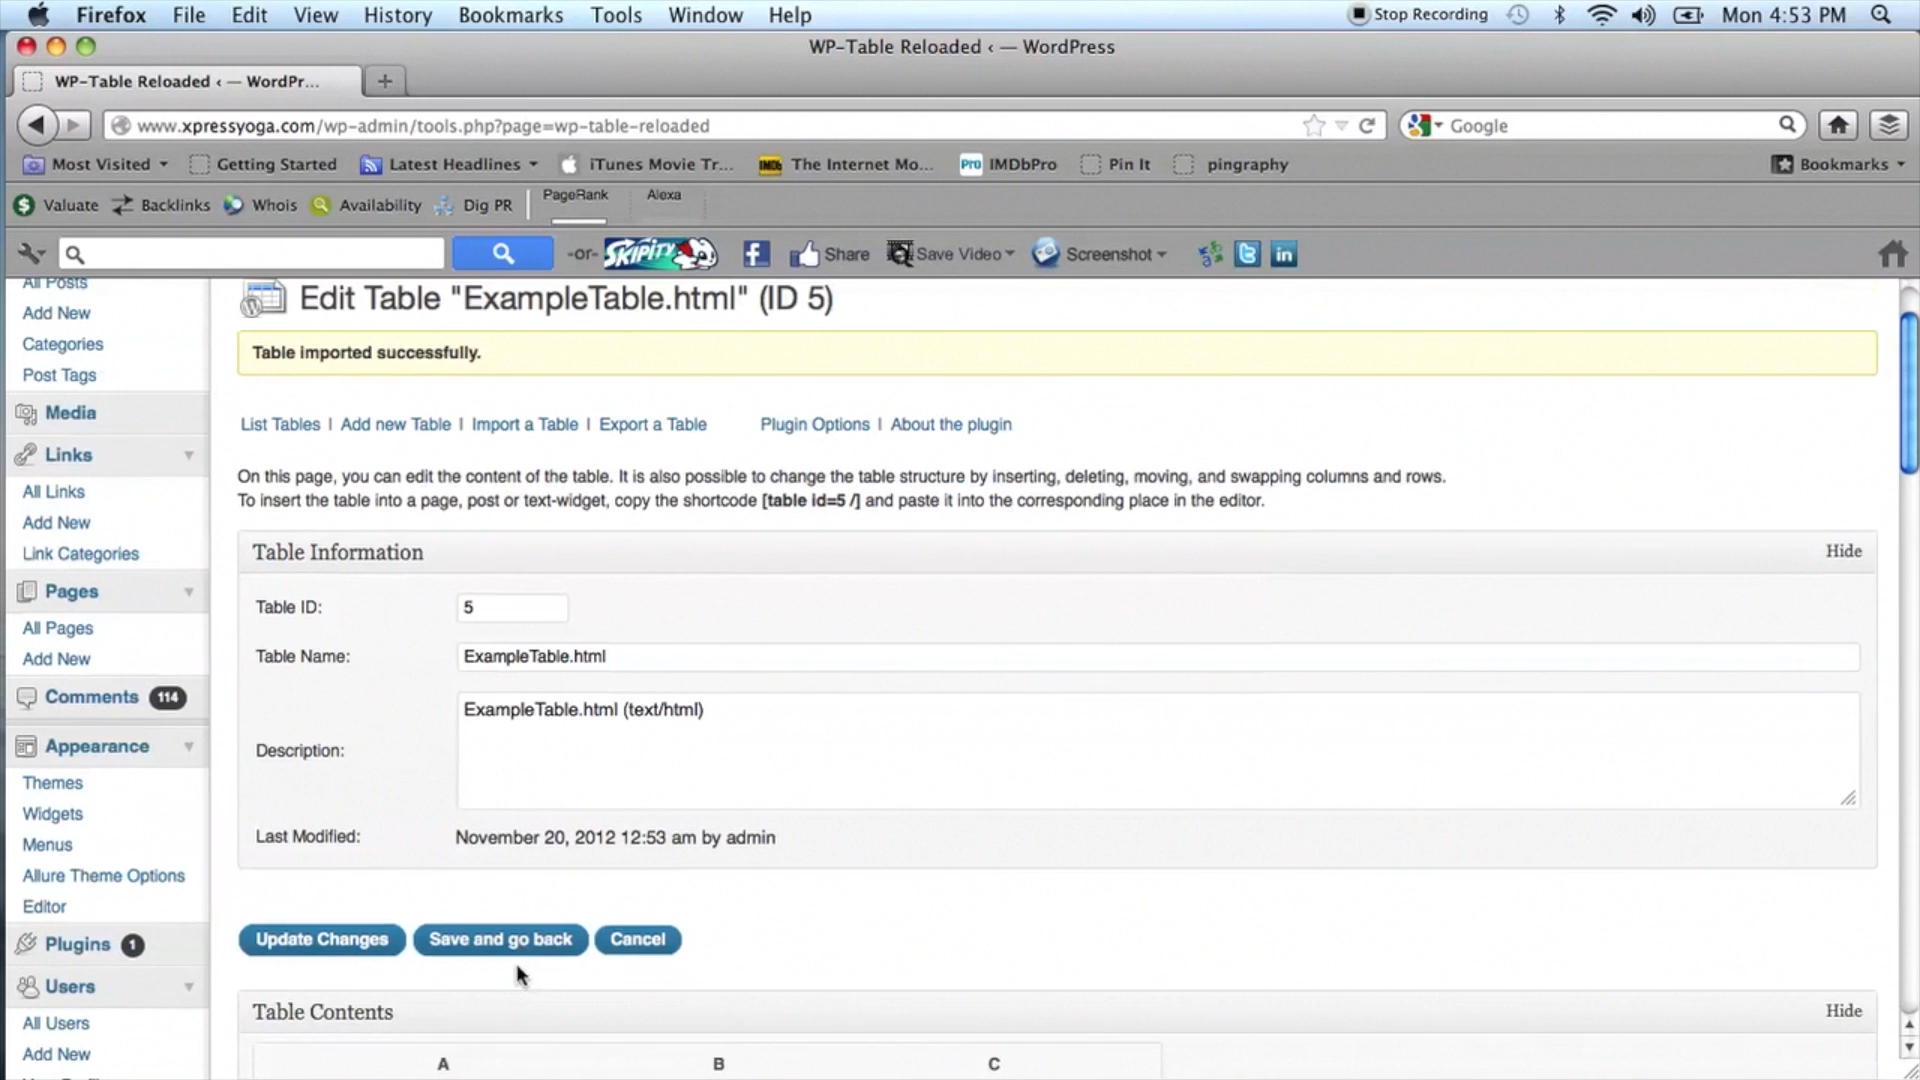 Firefox File Edit View History Bookmarks Tools Window Help Stop Recording Mon 4:53 PM
WP-Table Reloaded ‹ — WordPress
WP-Table Reloaded ‹ — WordPr...
www.xpressyoga.com/wp-admin/tools.php?page=wp-table-reloaded Google
Most Visited Getting Started Latest Headlines iTunes Movie Tr... IMDb The Internet Mo... Pro IMDbPro Pin It pingraphy Bookmarks
Valuate Backlinks Whois Availability Dig PR PageRank Alexa
-or- SKIPITY Share Save Video Screenshot
All Posts
Add New
Categories
Post Tags
Media
Links
All Links
Add New
Link Categories
Pages
All Pages
Add New
Comments 114
Appearance
Themes
Widgets
Menus
Allure Theme Options
Editor
Plugins 1
Users
All Users
Add New
Edit Table "ExampleTable.html" (ID 5)
Table imported successfully.
List Tables | Add new Table | Import a Table | Export a Table Plugin Options | About the plugin
On this page, you can edit the content of the table. It is also possible to change the table structure by inserting, deleting, moving, and swapping columns and rows.
To insert the table into a page, post or text-widget, copy the shortcode [table id=5 /] and paste it into the corresponding place in the editor.
Table Information Hide
Table ID: 5
Table Name: ExampleTable.html
Description: ExampleTable.html (text/html)
Last Modified: November 20, 2012 12:53 am by admin
Update Changes Save and go back Cancel
Table Contents Hide
A B C